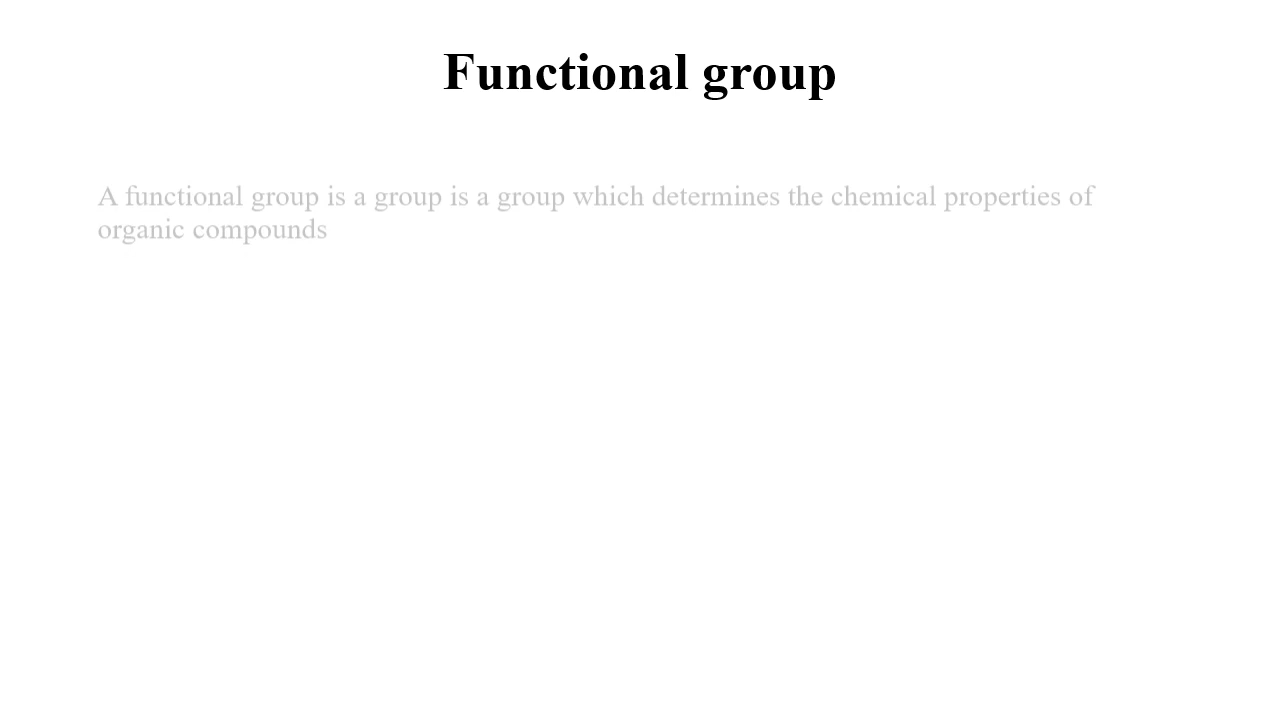 Functional group
A functional group is a group is a group which determines the chemical properties of
organic compounds